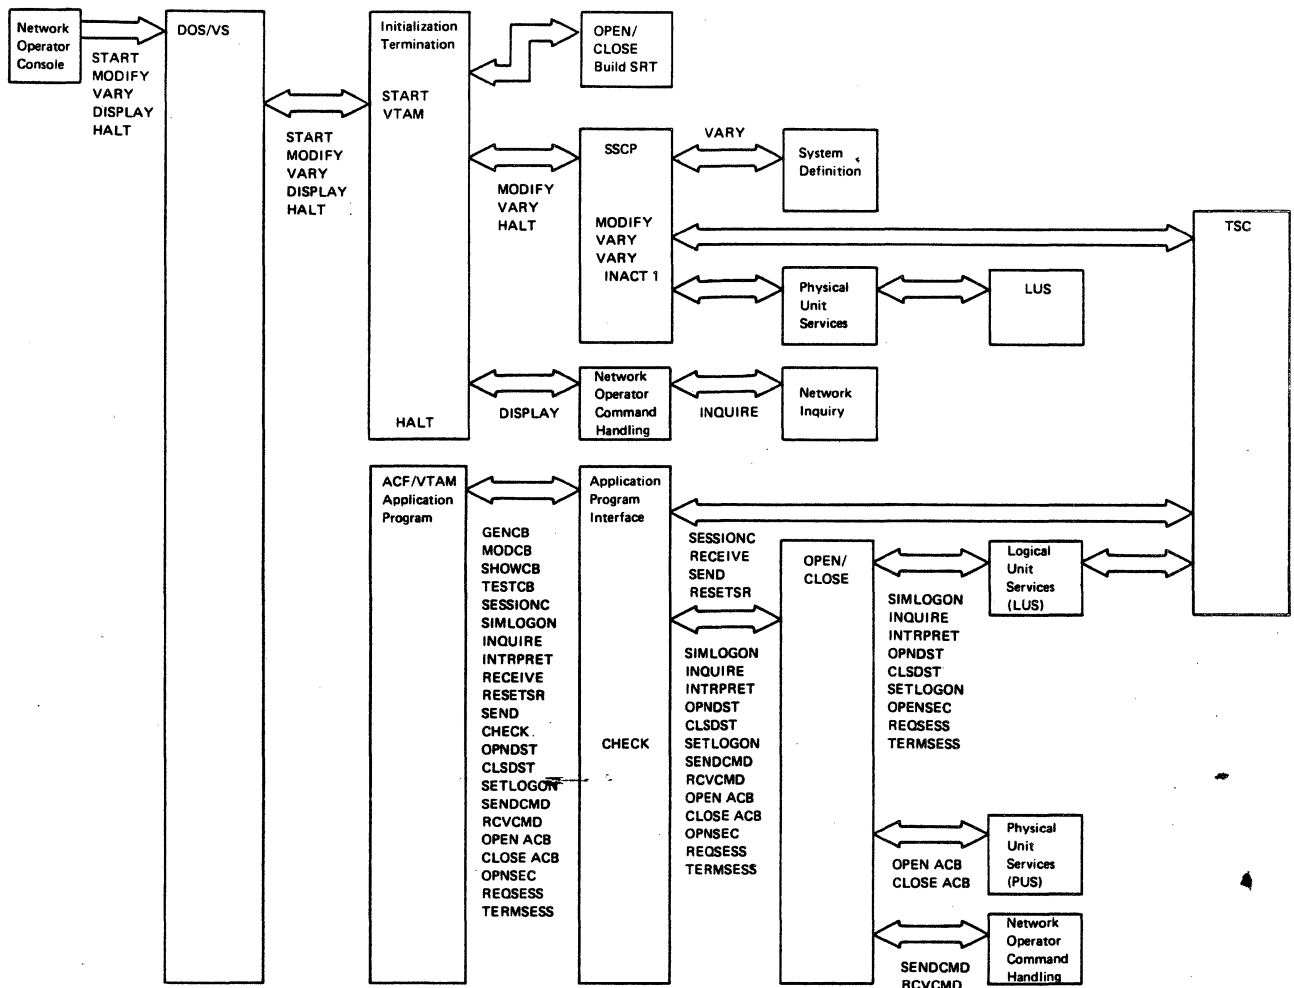 Network
Operator
Console
START
MODIFY
VARY
DISPLAY
HALT
DOS/VS
START
MODIFY
VARY
DISPLAY
HALT
Initialization
Termination
START
VTAM
HALT
OPEN/
CLOSE
Build SRT
MODIFY
VARY
HALT
SSCP
MODIFY
VARY
VARY
INACT 1
VARY
System
Definition
Physical
Unit
Services
LUS
TSC
DISPLAY
Network
Operator
Command
Handling
INQUIRE
Network
Inquiry
ACF/VTAM
Application
Program
GENCB
MODCB
SHOWCB
TESTCB
SESSIONC
SIMLOGON
INQUIRE
INTRPRET
RECEIVE
RESETSR
SEND
CHECK
OPNDST
CLSDST
SETLOGON
SENDCMD
RCVCMD
OPEN ACB
CLOSE ACB
OPNSEC
REQSESS
TERMSESS
Application
Program
Interface
CHECK
SESSIONC
RECEIVE
SEND
RESETSR
SIMLOGON
INQUIRE
INTRPRET
OPNDST
CLSDST
SETLOGON
SENDCMD
RCVCMD
OPEN ACB
CLOSE ACB
OPNSEC
REQSESS
TERMSESS
OPEN/
CLOSE
SIMLOGON
INQUIRE
INTRPRET
OPNDST
CLSDST
SETLOGON
OPENSEC
REQSESS
TERMSESS
Logical
Unit
Services
(LUS)
OPEN ACB
CLOSE ACB
Physical
Unit
Services
(PUS)
SENDCMD
RCVCMD
Network
Operator
Command
Handling